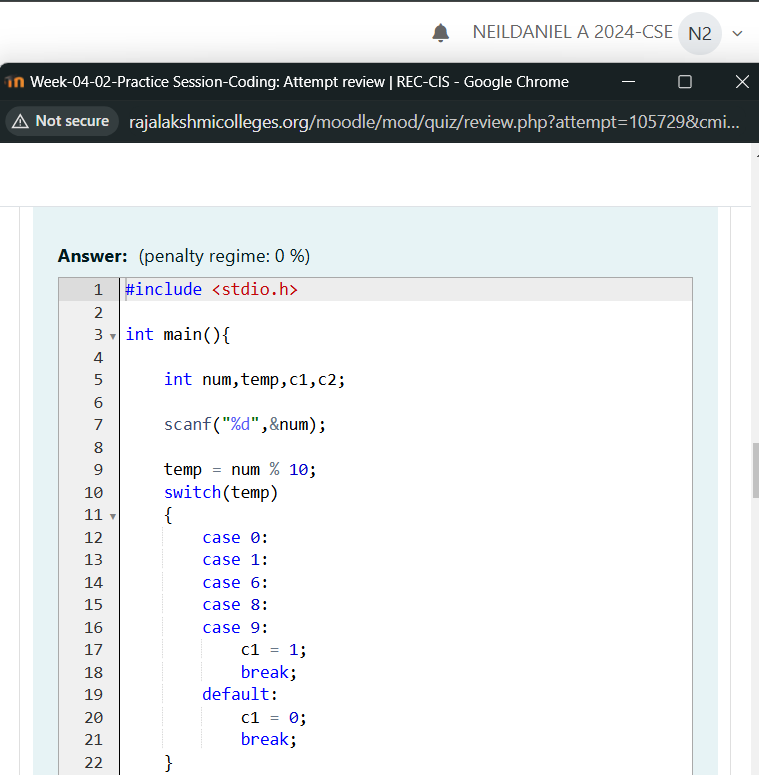 NEILDANIEL A 2024-CSE N2
Week-04-02-Practice Session-Coding: Attempt review | REC-CIS - Google Chrome
Not secure rajalakshmicolleges.org/moodle/mod/quiz/review.php?attempt=105729&cmi...
Answer: (penalty regime: 0 %)
1 #include <stdio.h>
2
3 int main(){
4
5 int num,temp,c1,c2;
6
7 scanf("%d",&num);
8
9 temp = num % 10;
10 switch(temp)
11 {
12 case 0:
13 case 1:
14 case 6:
15 case 8:
16 case 9:
17 c1 = 1;
18 break;
19 default:
20 c1 = 0;
21 break;
22 }